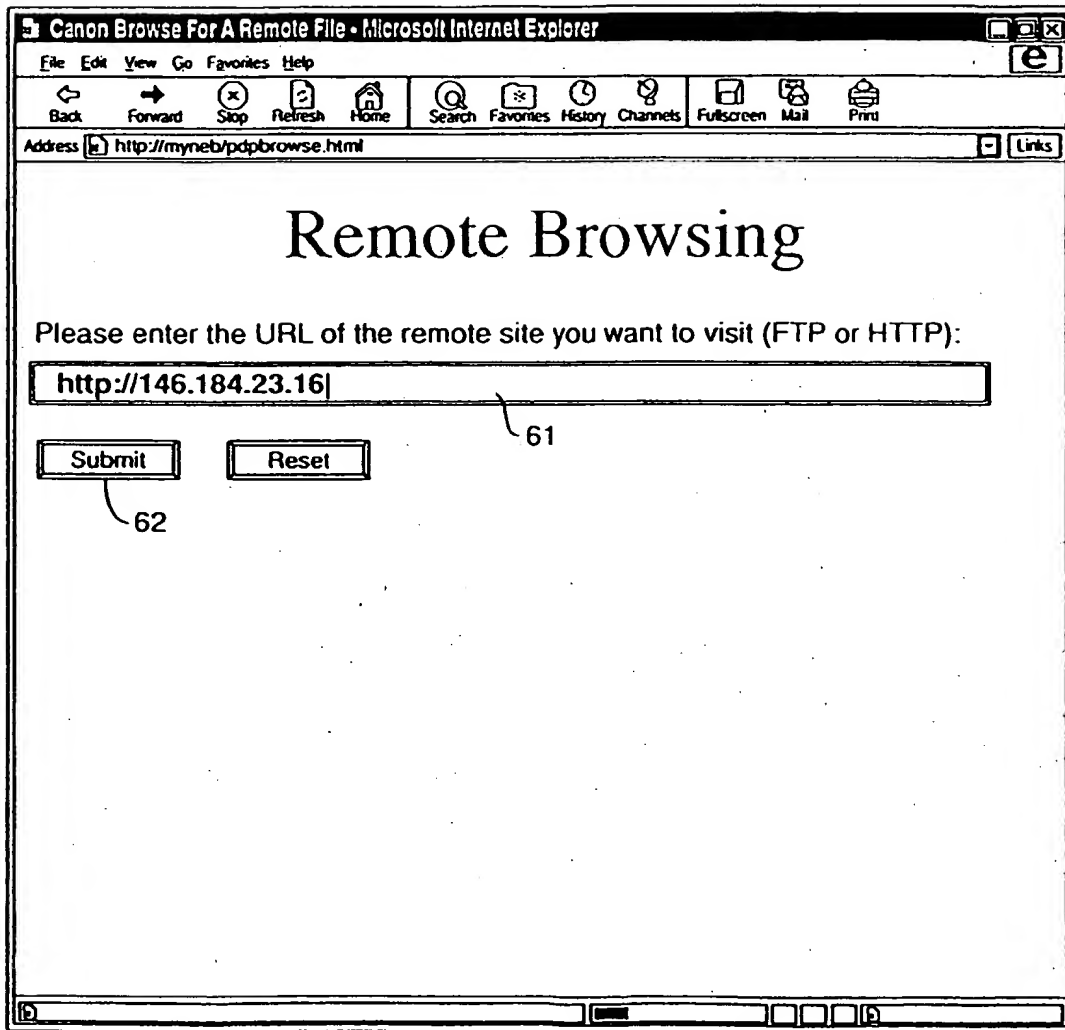 Canon Browse For A Remote File - Microsoft Internet Explorer
File Edit View Go Favorites Help
Back Forward Stop Refresh Home Search Favorites History Channels Fullscreen Mail Print
Address http://myneb/pdpbrowse.html Links
Remote Browsing
Please enter the URL of the remote site you want to visit (FTP or HTTP):
http://146.184.23.16
61
Submit Reset
62